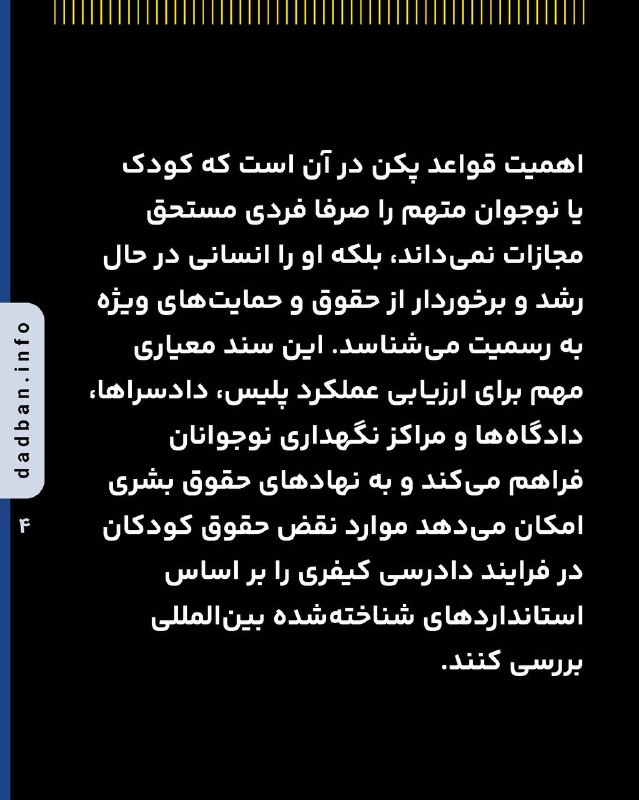 اهمیت قواعد پکن در آن است که کودک
یا نوجوان متهم را صرفا فردی مستحق
مجازات نمی‌داند، بلکه او را انسانی در حال
رشد و برخوردار از حقوق و حمایت‌های ویژه
به رسمیت می‌شناسد. این سند معیاری
مهم برای ارزیابی عملکرد پلیس، دادسراها،
دادگاه‌ها و مراکز نگهداری نوجوانان
فراهم می‌کند و به نهادهای حقوق بشری
امکان می‌دهد موارد نقض حقوق کودکان
در فرایند دادرسی کیفری را بر اساس
استانداردهای شناخته‌شده بین‌المللی
بررسی کنند.
dadban.info
۴